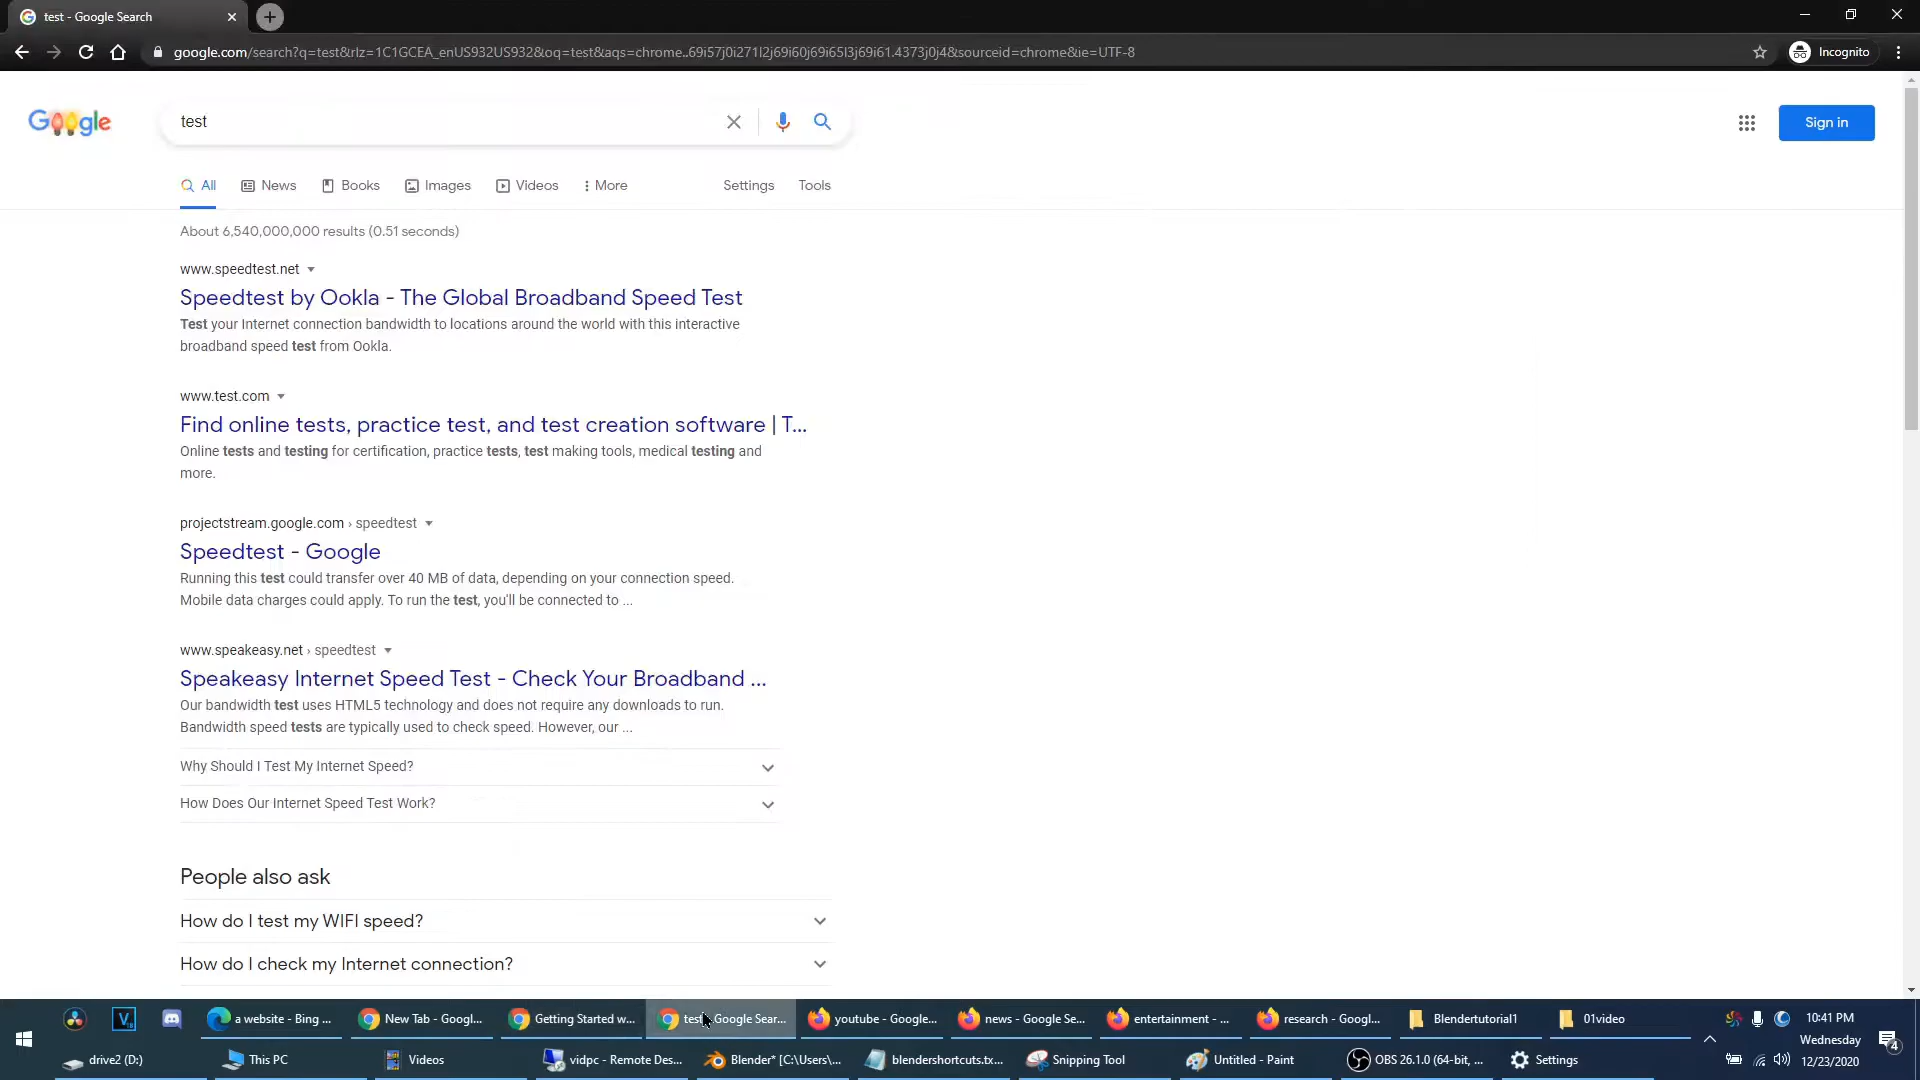 test - Google Search
google.com/search?q=test&rlz=1C1GCEA_enUS932US932&oq=test&aqs=chrome..69i57j0i271l2j69i60j69i65l3j69i61.4373j0j4&sourceid=chrome&ie=UTF-8
Incognito
Google
test
Sign in
All News Books Images Videos More Settings Tools
About 6,540,000,000 results (0.51 seconds)
www.speedtest.net
Speedtest by Ookla - The Global Broadband Speed Test
Test your Internet connection bandwidth to locations around the world with this interactive
broadband speed test from Ookla.
www.test.com
Find online tests, practice test, and test creation software | T...
Online tests and testing for certification, practice tests, test making tools, medical testing and
more.
projectstream.google.com › speedtest
Speedtest - Google
Running this test could transfer over 40 MB of data, depending on your connection speed.
Mobile data charges could apply. To run the test, you'll be connected to ...
www.speakeasy.net › speedtest
Speakeasy Internet Speed Test - Check Your Broadband ...
Our bandwidth test uses HTML5 technology and does not require any downloads to run.
Bandwidth speed tests are typically used to check speed. However, our ...
Why Should I Test My Internet Speed?
How Does Our Internet Speed Test Work?
People also ask
How do I test my WIFI speed?
How do I check my Internet connection?
a website - Bing ... New Tab - Googl... Getting Started w... test - Google Sear... youtube - Google... news - Google Se... entertainment - ... research - Googl... Blendertutorial1 01video 10:41 PM
Wednesday
drive2 (D:) This PC Videos vidpc - Remote Des... Blender* [C:\Users\... blendershortcuts.tx... Snipping Tool Untitled - Paint OBS 26.1.0 (64-bit, ... Settings 12/23/2020
4